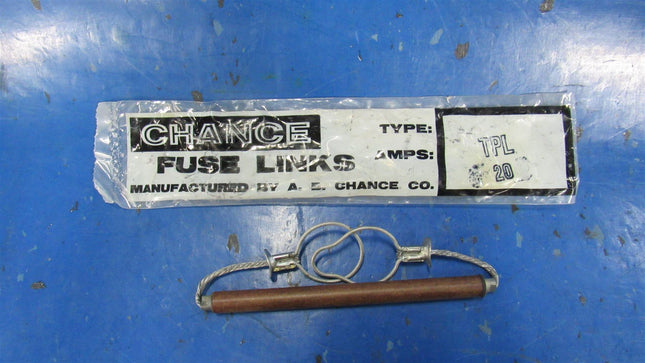 CHANCE
FUSE LINKS
MANUFACTURED BY A. B. CHANCE CO.
TYPE:
AMPS:
TPL
20